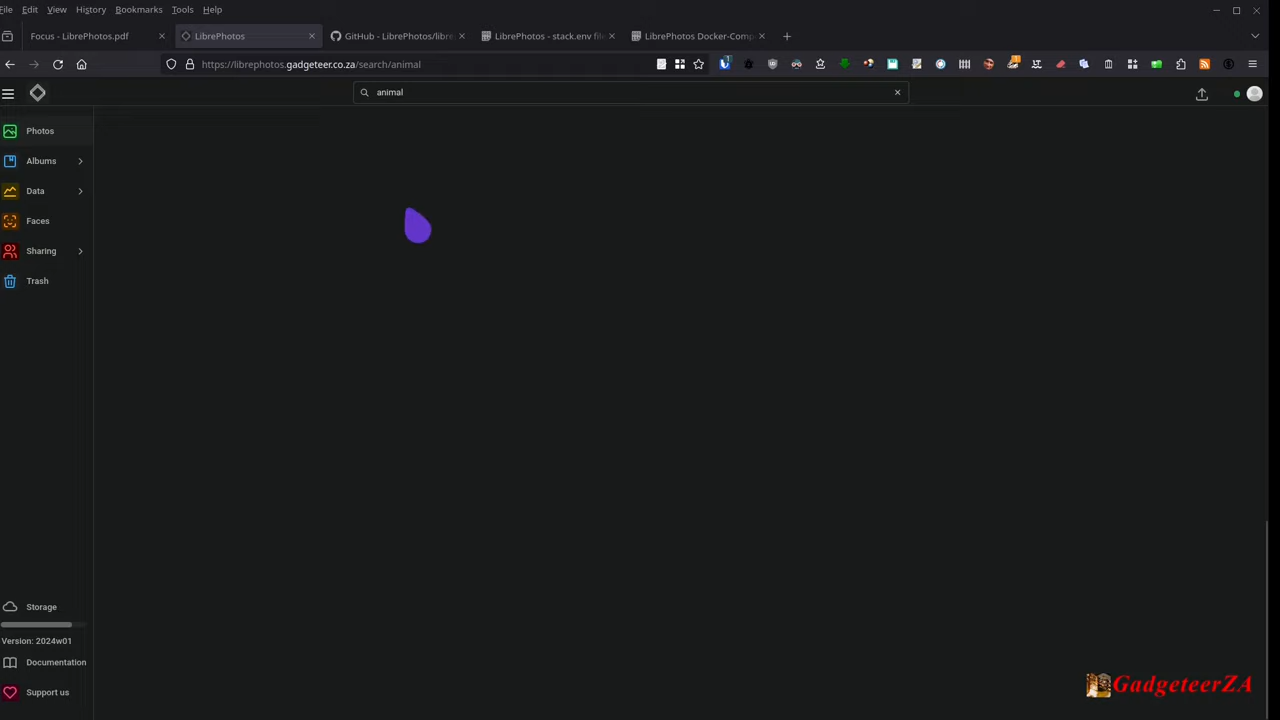 File Edit View History Bookmarks Tools Help
Focus - LibrePhotos.pdf
LibrePhotos
GitHub - LibrePhotos/libre
LibrePhotos - stack.env file
LibrePhotos Docker-Comp
https://librephotos.gadgeteer.co.za/search/animal
animal
Photos
Albums
Data
Faces
Sharing
Trash
Storage
Version: 2024w01
Documentation
Support us
GadgeteerZA